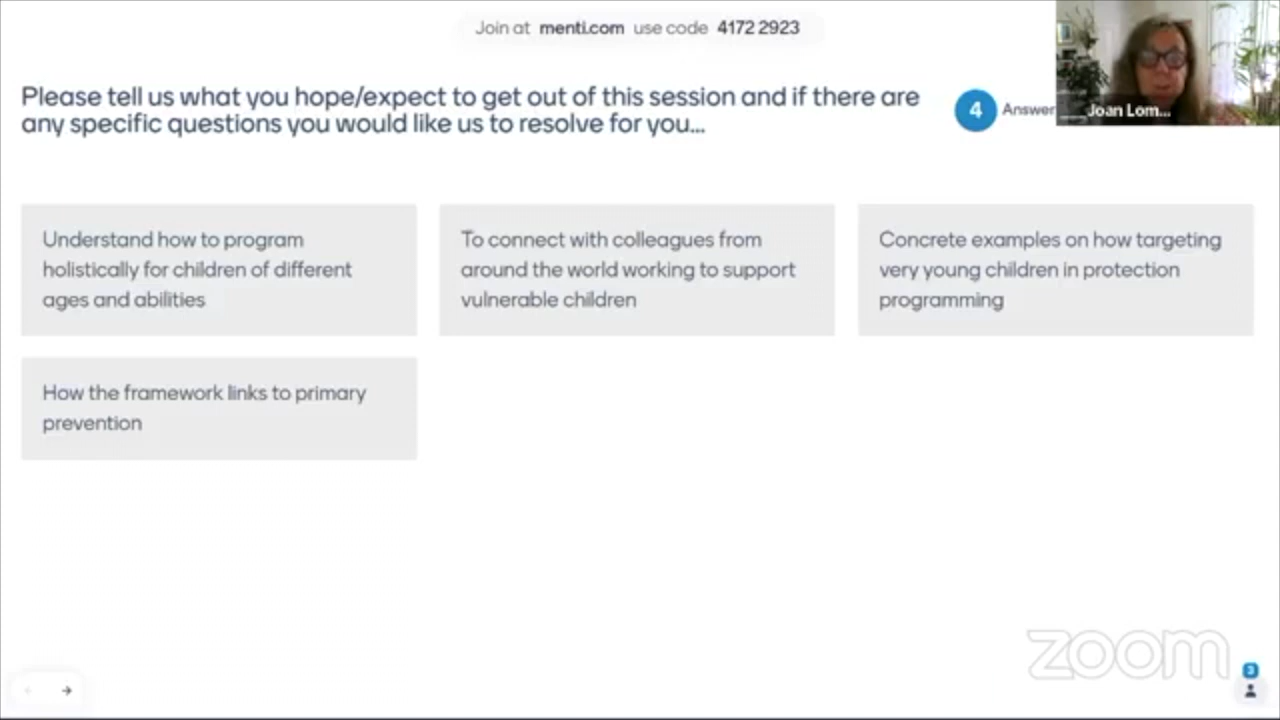 Join at menti.com use code 4172 2923
Please tell us what you hope/expect to get out of this session and if there are
any specific questions you would like us to resolve for you...
4 Answer
Joan Lom...
Understand how to program
holistically for children of different
ages and abilities
To connect with colleagues from
around the world working to support
vulnerable children
Concrete examples on how targeting
very young children in protection
programming
How the framework links to primary
prevention
zoom
3